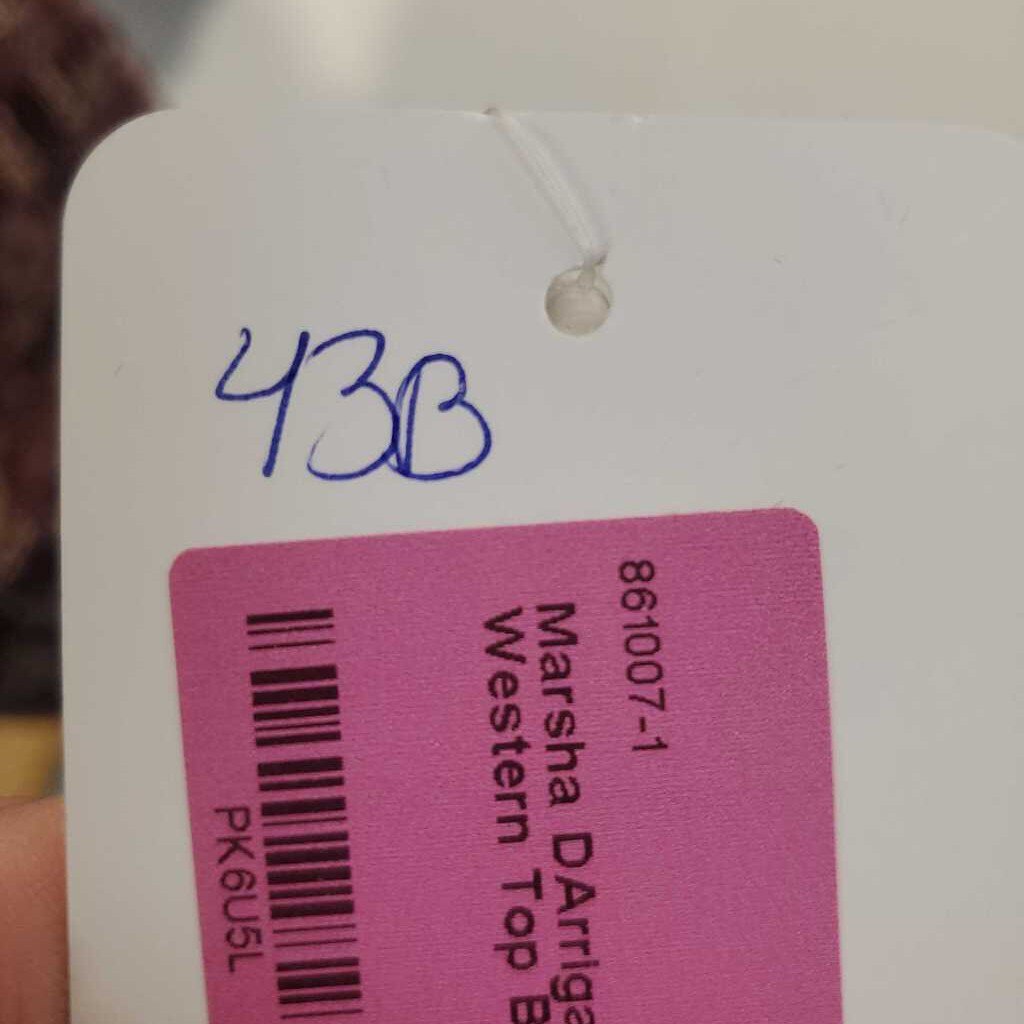 43B
861007-1
Marsha DArriga
Western Top B
PK6U5L